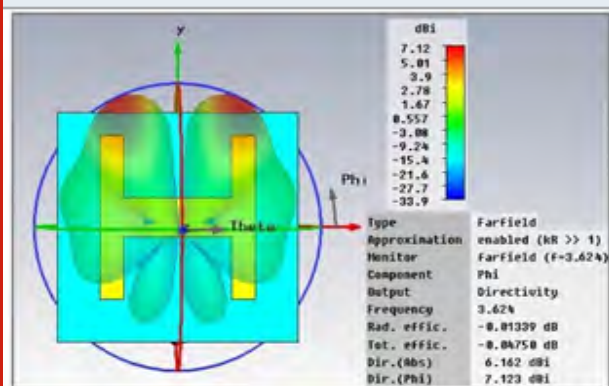 y
dBi
7.12
5.01
3.9
2.78
1.67
0.557
-3.08
-9.24
-15.4
-21.6
-27.7
-33.9
Phi
Theta
Type Farfield
Approximation enabled (kR >> 1)
Monitor Farfield (f=3.624)
Component Phi
Output Directivity
Frequency 3.624
Rad. effic. -0.01339 dB
Tot. effic. -0.04750 dB
Dir.(Abs) 6.162 dBi
Dir.(Phi) 7.123 dBi